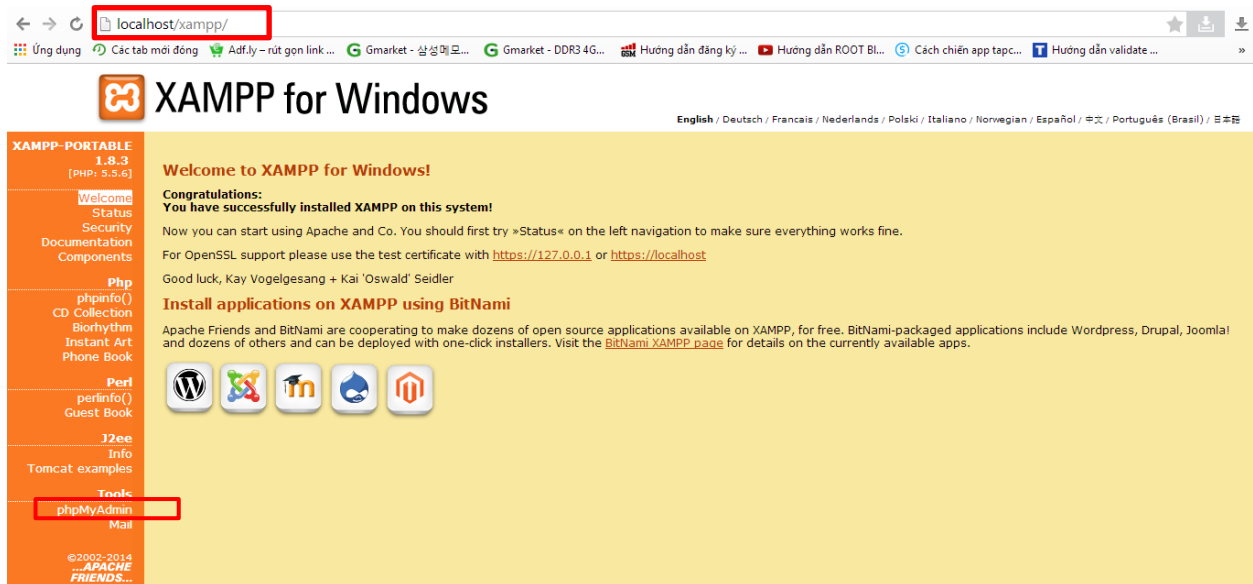 localhost/xampp/
Ứng dụng Các tab mới đóng Adf.ly – rút gọn link ... Gmarket - 삼성메모... Gmarket - DDR3 4G... Hướng dẫn đăng ký ... Hướng dẫn ROOT Bl... Cách chiến app tapc... Hướng dẫn validate ... »
XAMPP for Windows
English / Deutsch / Francais / Nederlands / Polski / Italiano / Norwegian / Español / 中文 / Português (Brasil) / 日本語
XAMPP-PORTABLE
1.8.3
[PHP: 5.5.6]
Welcome
Status
Security
Documentation
Components
Php
phpinfo()
CD Collection
Biorhythm
Instant Art
Phone Book
Perl
perlinfo()
Guest Book
J2ee
Info
Tomcat examples
Tools
phpMyAdmin
Mail
©2002-2014
...APACHE
FRIENDS...
Welcome to XAMPP for Windows!
Congratulations:
You have successfully installed XAMPP on this system!
Now you can start using Apache and Co. You should first try »Status« on the left navigation to make sure everything works fine.
For OpenSSL support please use the test certificate with https://127.0.0.1 or https://localhost
Good luck, Kay Vogelgesang + Kai 'Oswald' Seidler
Install applications on XAMPP using BitNami
Apache Friends and BitNami are cooperating to make dozens of open source applications available on XAMPP, for free. BitNami-packaged applications include Wordpress, Drupal, Joomla!
and dozens of others and can be deployed with one-click installers. Visit the BitNami XAMPP page for details on the currently available apps.